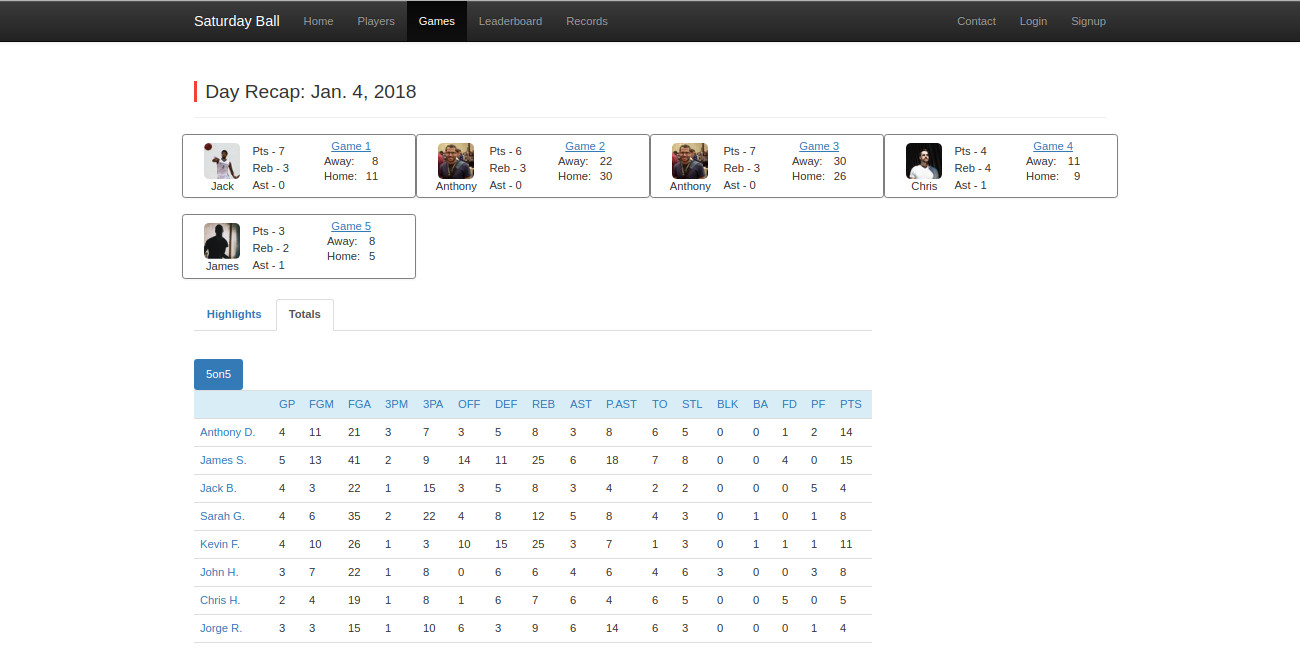 Saturday Ball Home Players Games Leaderboard Records Contact Login Signup
Day Recap: Jan. 4, 2018
Jack
Pts - 7
Reb - 3
Ast - 0
Game 1
Away: 8
Home: 11
Anthony
Pts - 6
Reb - 3
Ast - 0
Game 2
Away: 22
Home: 30
Anthony
Pts - 7
Reb - 3
Ast - 0
Game 3
Away: 30
Home: 26
Chris
Pts - 4
Reb - 4
Ast - 1
Game 4
Away: 11
Home: 9
James
Pts - 3
Reb - 2
Ast - 1
Game 5
Away: 8
Home: 5
Highlights Totals
5on5
GP FGM FGA 3PM 3PA OFF DEF REB AST P.AST TO STL BLK BA FD PF PTS
Anthony D. 4 11 21 3 7 3 5 8 3 8 6 5 0 0 1 2 14
James S. 5 13 41 2 9 14 11 25 6 18 7 8 0 0 4 0 15
Jack B. 4 3 22 1 15 3 5 8 3 4 2 2 0 0 0 5 4
Sarah G. 4 6 35 2 22 4 8 12 5 8 4 3 0 1 0 1 8
Kevin F. 4 10 26 1 3 10 15 25 3 7 1 3 0 1 1 1 11
John H. 3 7 22 1 8 0 6 6 4 6 4 6 3 0 0 3 8
Chris H. 2 4 19 1 8 1 6 7 6 4 6 5 0 0 5 0 5
Jorge R. 3 3 15 1 10 6 3 9 6 14 6 3 0 0 0 1 4